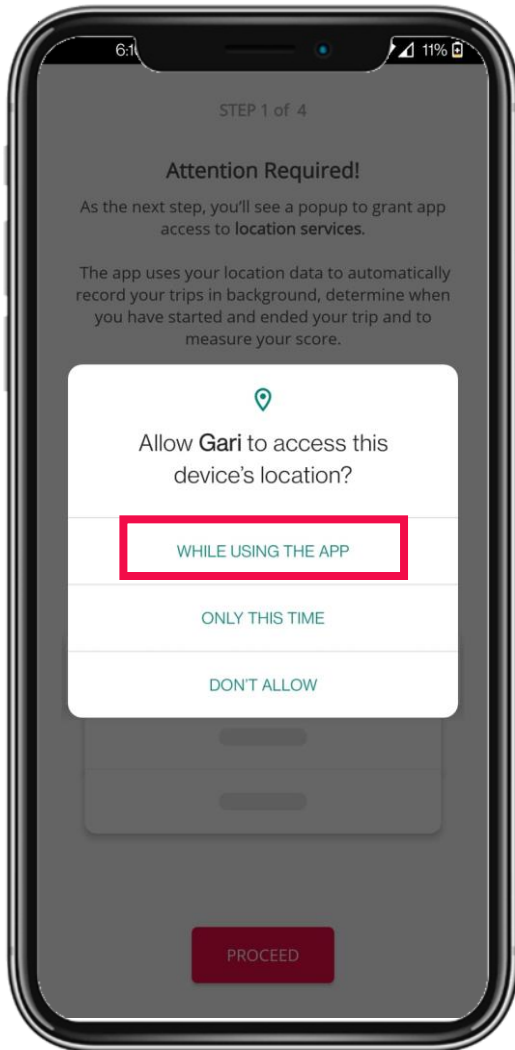 11%
STEP 1 of 4
Attention Required!
As the next step, you'll see a popup to grant app
access to location services.
The app uses your location data to automatically
record your trips in background, determine when
you have started and ended your trip and to
measure your score.
Allow Gari to access this
device's location?
WHILE USING THE APP
ONLY THIS TIME
DON'T ALLOW
PROCEED